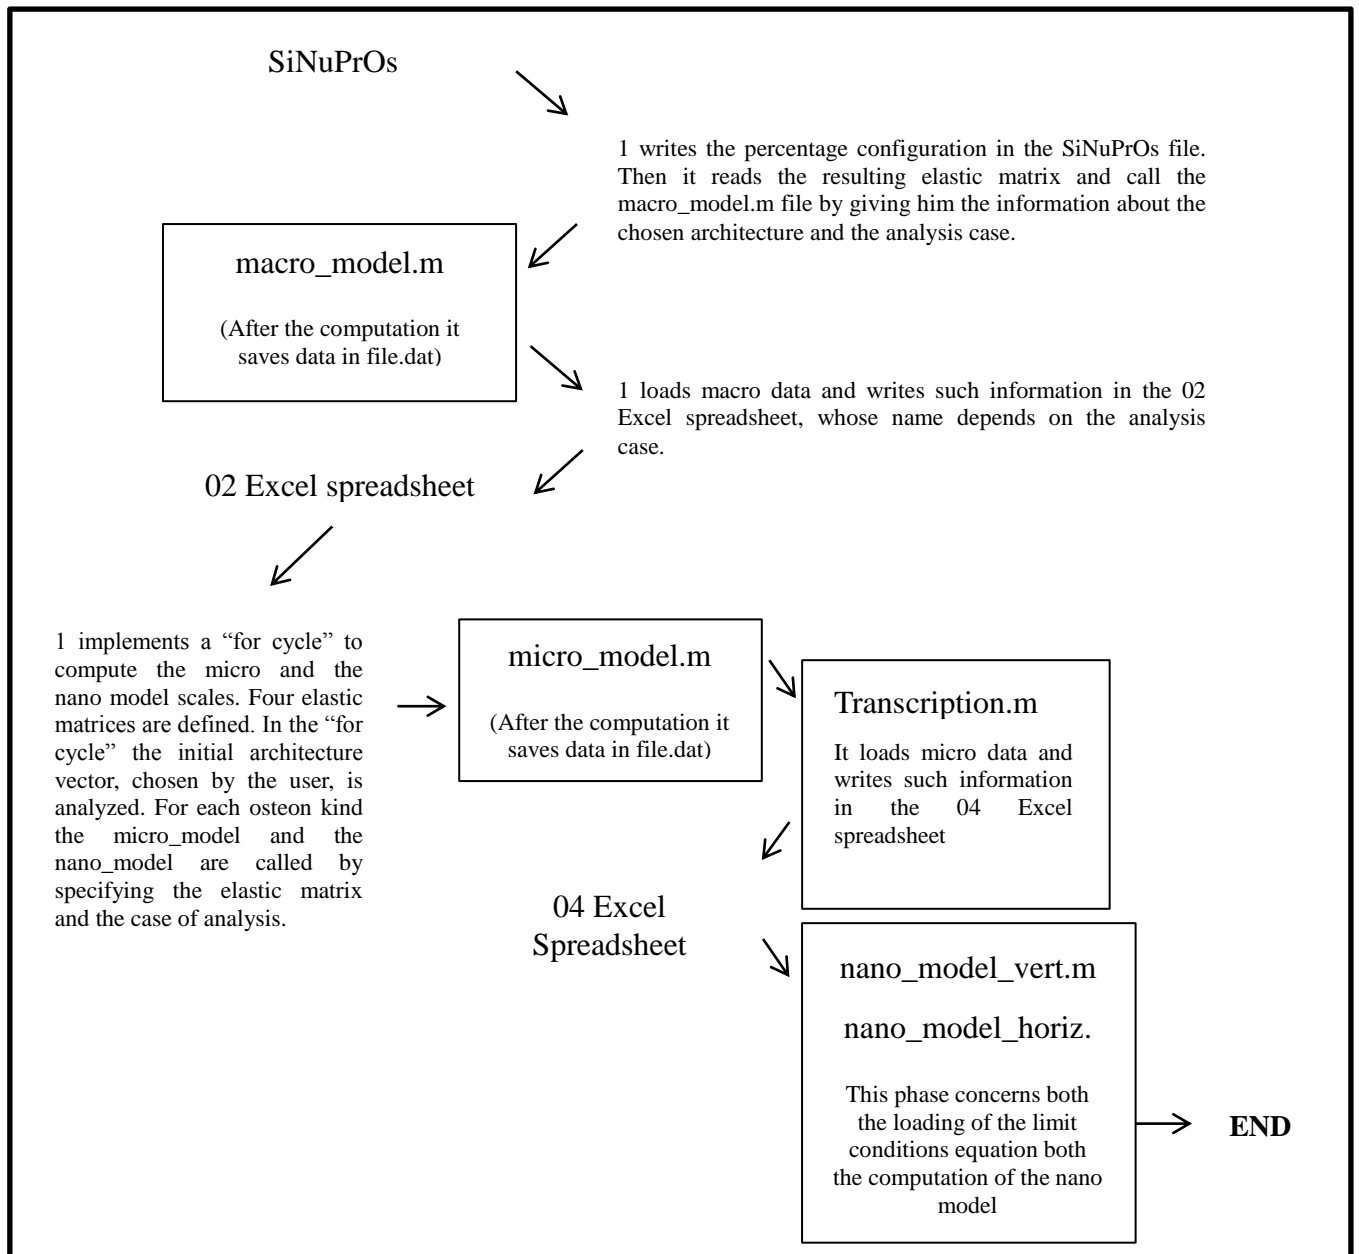 SiNuPrOs
1 writes the percentage configuration in the SiNuPrOs file.
Then it reads the resulting elastic matrix and call the
macro_model.m file by giving him the information about the
chosen architecture and the analysis case.
macro_model.m
(After the computation it
saves data in file.dat)
1 loads macro data and writes such information in the 02
Excel spreadsheet, whose name depends on the analysis
case.
02 Excel spreadsheet
1 implements a “for cycle” to
compute the micro and the
nano model scales. Four elastic
matrices are defined. In the “for
cycle” the initial architecture
vector, chosen by the user, is
analyzed. For each osteon kind
the micro_model and the
nano_model are called by
specifying the elastic matrix
and the case of analysis.
micro_model.m
(After the computation it
saves data in file.dat)
Transcription.m
It loads micro data and
writes such information
in the 04 Excel
spreadsheet
04 Excel
Spreadsheet
nano_model_vert.m
nano_model_horiz.
This phase concerns both
the loading of the limit
conditions equation both
the computation of the nano
model
END